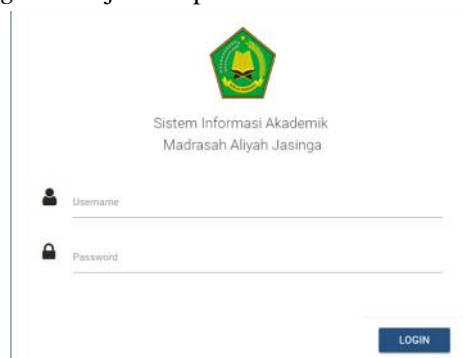 Sistem Informasi Akademik
Madrasah Aliyah Jasinga
Username
Password
LOGIN